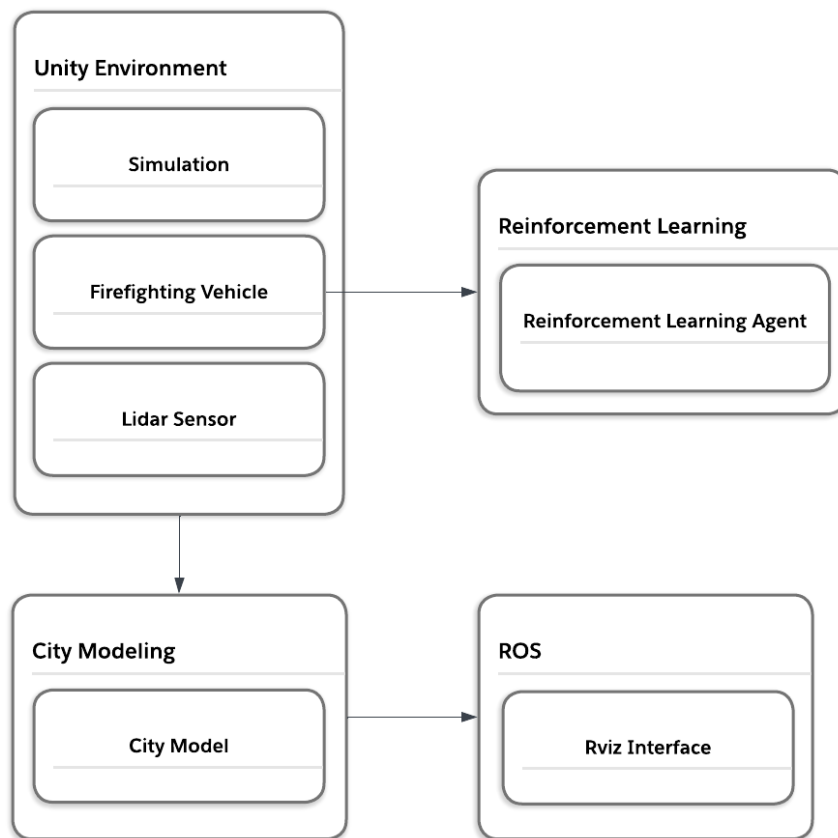 Unity Environment
Simulation
Firefighting Vehicle
Lidar Sensor
Reinforcement Learning
Reinforcement Learning Agent
City Modeling
City Model
ROS
Rviz Interface